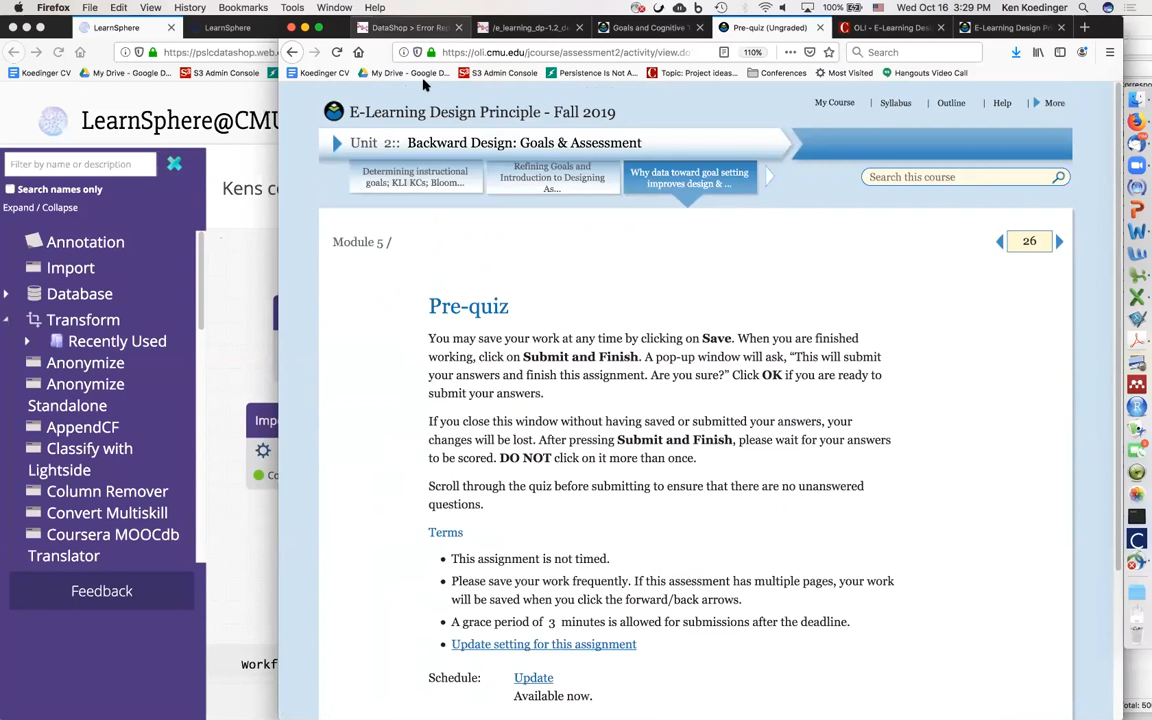 Firefox File Edit View History Bookmarks Tools Window Help 100% Wed Oct 16 3:29 PM Ken Koedinger
LearnSphere
LearnSphere
DataShop > Error Rep
/e_learning_dp-1.2_d
Goals and Cognitive
Pre-quiz (Ungraded)
OLI - E-Learning Des
E-Learning Design Pr
https://pslcdatashop.web.
https://oli.cmu.edu/jcourse/assessment2/activity/view.do
110%
Search
Koedinger CV My Drive - Google D... S3 Admin Console
Koedinger CV My Drive - Google D... S3 Admin Console Persistence Is Not A... Topic: Project ideas... Conferences Most Visited Hangouts Video Call
LearnSphere@CMU
Filter by name or description
Search names only
Expand / Collapse
Annotation
Import
Database
Transform
Recently Used
Anonymize
Anonymize
Standalone
AppendCF
Classify with
Lightside
Column Remover
Convert Multiskill
Coursera MOOCdb
Translator
Feedback
Kens c
Impo
Co
Workf
E-Learning Design Principle - Fall 2019
My Course Syllabus Outline Help More
Unit 2:: Backward Design: Goals & Assessment
Determining instructional
goals; KLI KCs; Bloom...
Refining Goals and
Introduction to Designing
As...
Why data toward goal setting
improves design & ...
Search this course
Module 5 /
26
Pre-quiz
You may save your work at any time by clicking on Save. When you are finished
working, click on Submit and Finish. A pop-up window will ask, “This will submit
your answers and finish this assignment. Are you sure?” Click OK if you are ready to
submit your answers.
If you close this window without having saved or submitted your answers, your
changes will be lost. After pressing Submit and Finish, please wait for your answers
to be scored. DO NOT click on it more than once.
Scroll through the quiz before submitting to ensure that there are no unanswered
questions.
Terms
• This assignment is not timed.
• Please save your work frequently. If this assessment has multiple pages, your work
will be saved when you click the forward/back arrows.
• A grace period of 3 minutes is allowed for submissions after the deadline.
• Update setting for this assignment
Schedule: Update
Available now.